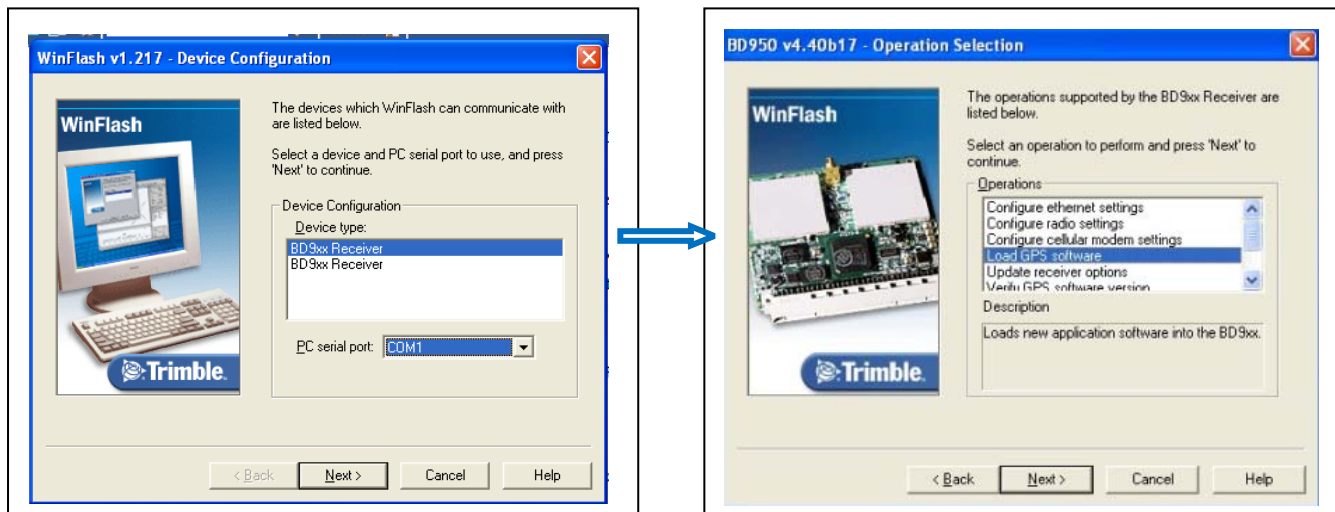 WinFlash v1.217 - Device Configuration
WinFlash
The devices which WinFlash can communicate with
are listed below.
Select a device and PC serial port to use, and press
'Next' to continue.
Device Configuration
Device type:
BD9xx Receiver
BD9xx Receiver
PC serial port:
COM1
Trimble.
< Back
Next >
Cancel
Help
BD950 v4.40b17 - Operation Selection
WinFlash
The operations supported by the BD9xx Receiver are
listed below.
Select an operation to perform and press 'Next' to
continue.
Operations
Configure ethernet settings
Configure radio settings
Configure cellular modem settings
Load GPS software
Update receiver options
Verify GPS software version
Description
Loads new application software into the BD9xx.
Trimble.
< Back
Next >
Cancel
Help